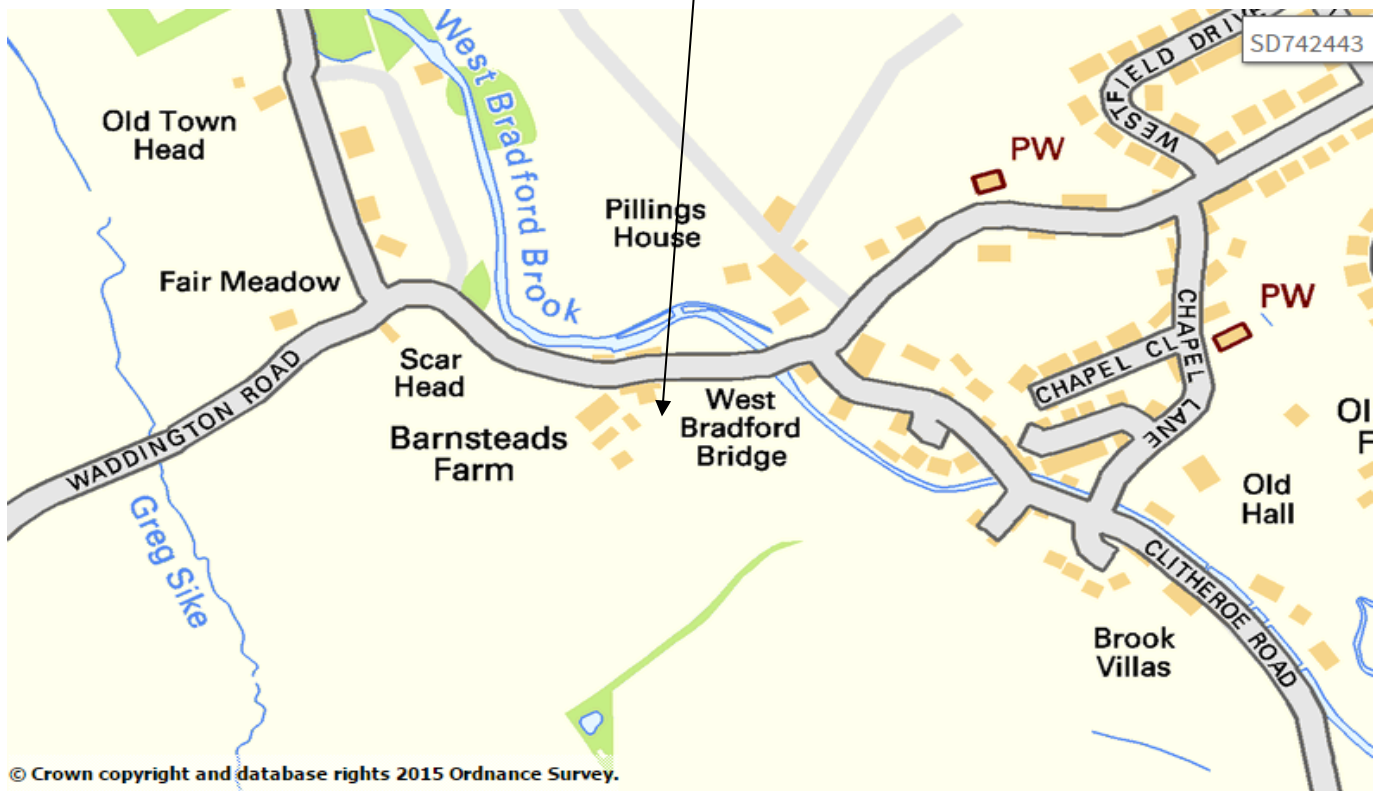 SD742443
WESTFIELD DRIVE
West Bradford Brook
Old Town
Head
PW
Pillings
House
Fair Meadow
PW
Scar
Head
CHAPEL CL
CHAPEL LANE
WADDINGTON ROAD
West
Bradford
Bridge
Barnsteads
Farm
Ol
F
Old
Hall
Greg Sike
CLITHEROE ROAD
Brook
Villas
© Crown copyright and database rights 2015 Ordnance Survey.